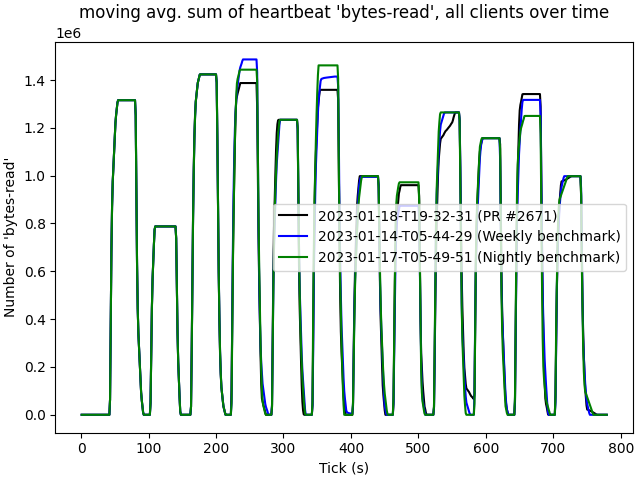 moving avg. sum of heartbeat 'bytes-read', all clients over time
1e6
Number of 'bytes-read'
1.4
1.2
1.0
0.8
0.6
0.4
0.2
0.0
2023-01-18-T19-32-31 (PR #2671)
2023-01-14-T05-44-29 (Weekly benchmark)
2023-01-17-T05-49-51 (Nightly benchmark)
0 100 200 300 400 500 600 700 800
Tick (s)